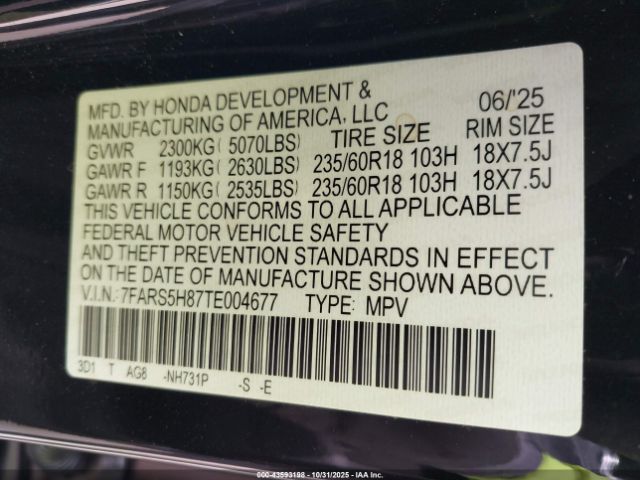 MFD. BY HONDA DEVELOPMENT & 06/'25
MANUFACTURING OF AMERICA, LLC
GVWR 2300KG (5070LBS) TIRE SIZE RIM SIZE
GAWR F 1193KG (2630LBS) 235/60R18 103H 18X7.5J
GAWR R 1150KG (2535LBS) 235/60R18 103H 18X7.5J
THIS VEHICLE CONFORMS TO ALL APPLICABLE
FEDERAL MOTOR VEHICLE SAFETY
AND THEFT PREVENTION STANDARDS IN EFFECT
ON THE DATE OF MANUFACTURE SHOWN ABOVE.
V.I.N.: 7FARS5H87TE004677 TYPE: MPV
3D1 T AG8 -NH731P -S -E
000-43593198 - 10/31/2025 - IAA Inc.